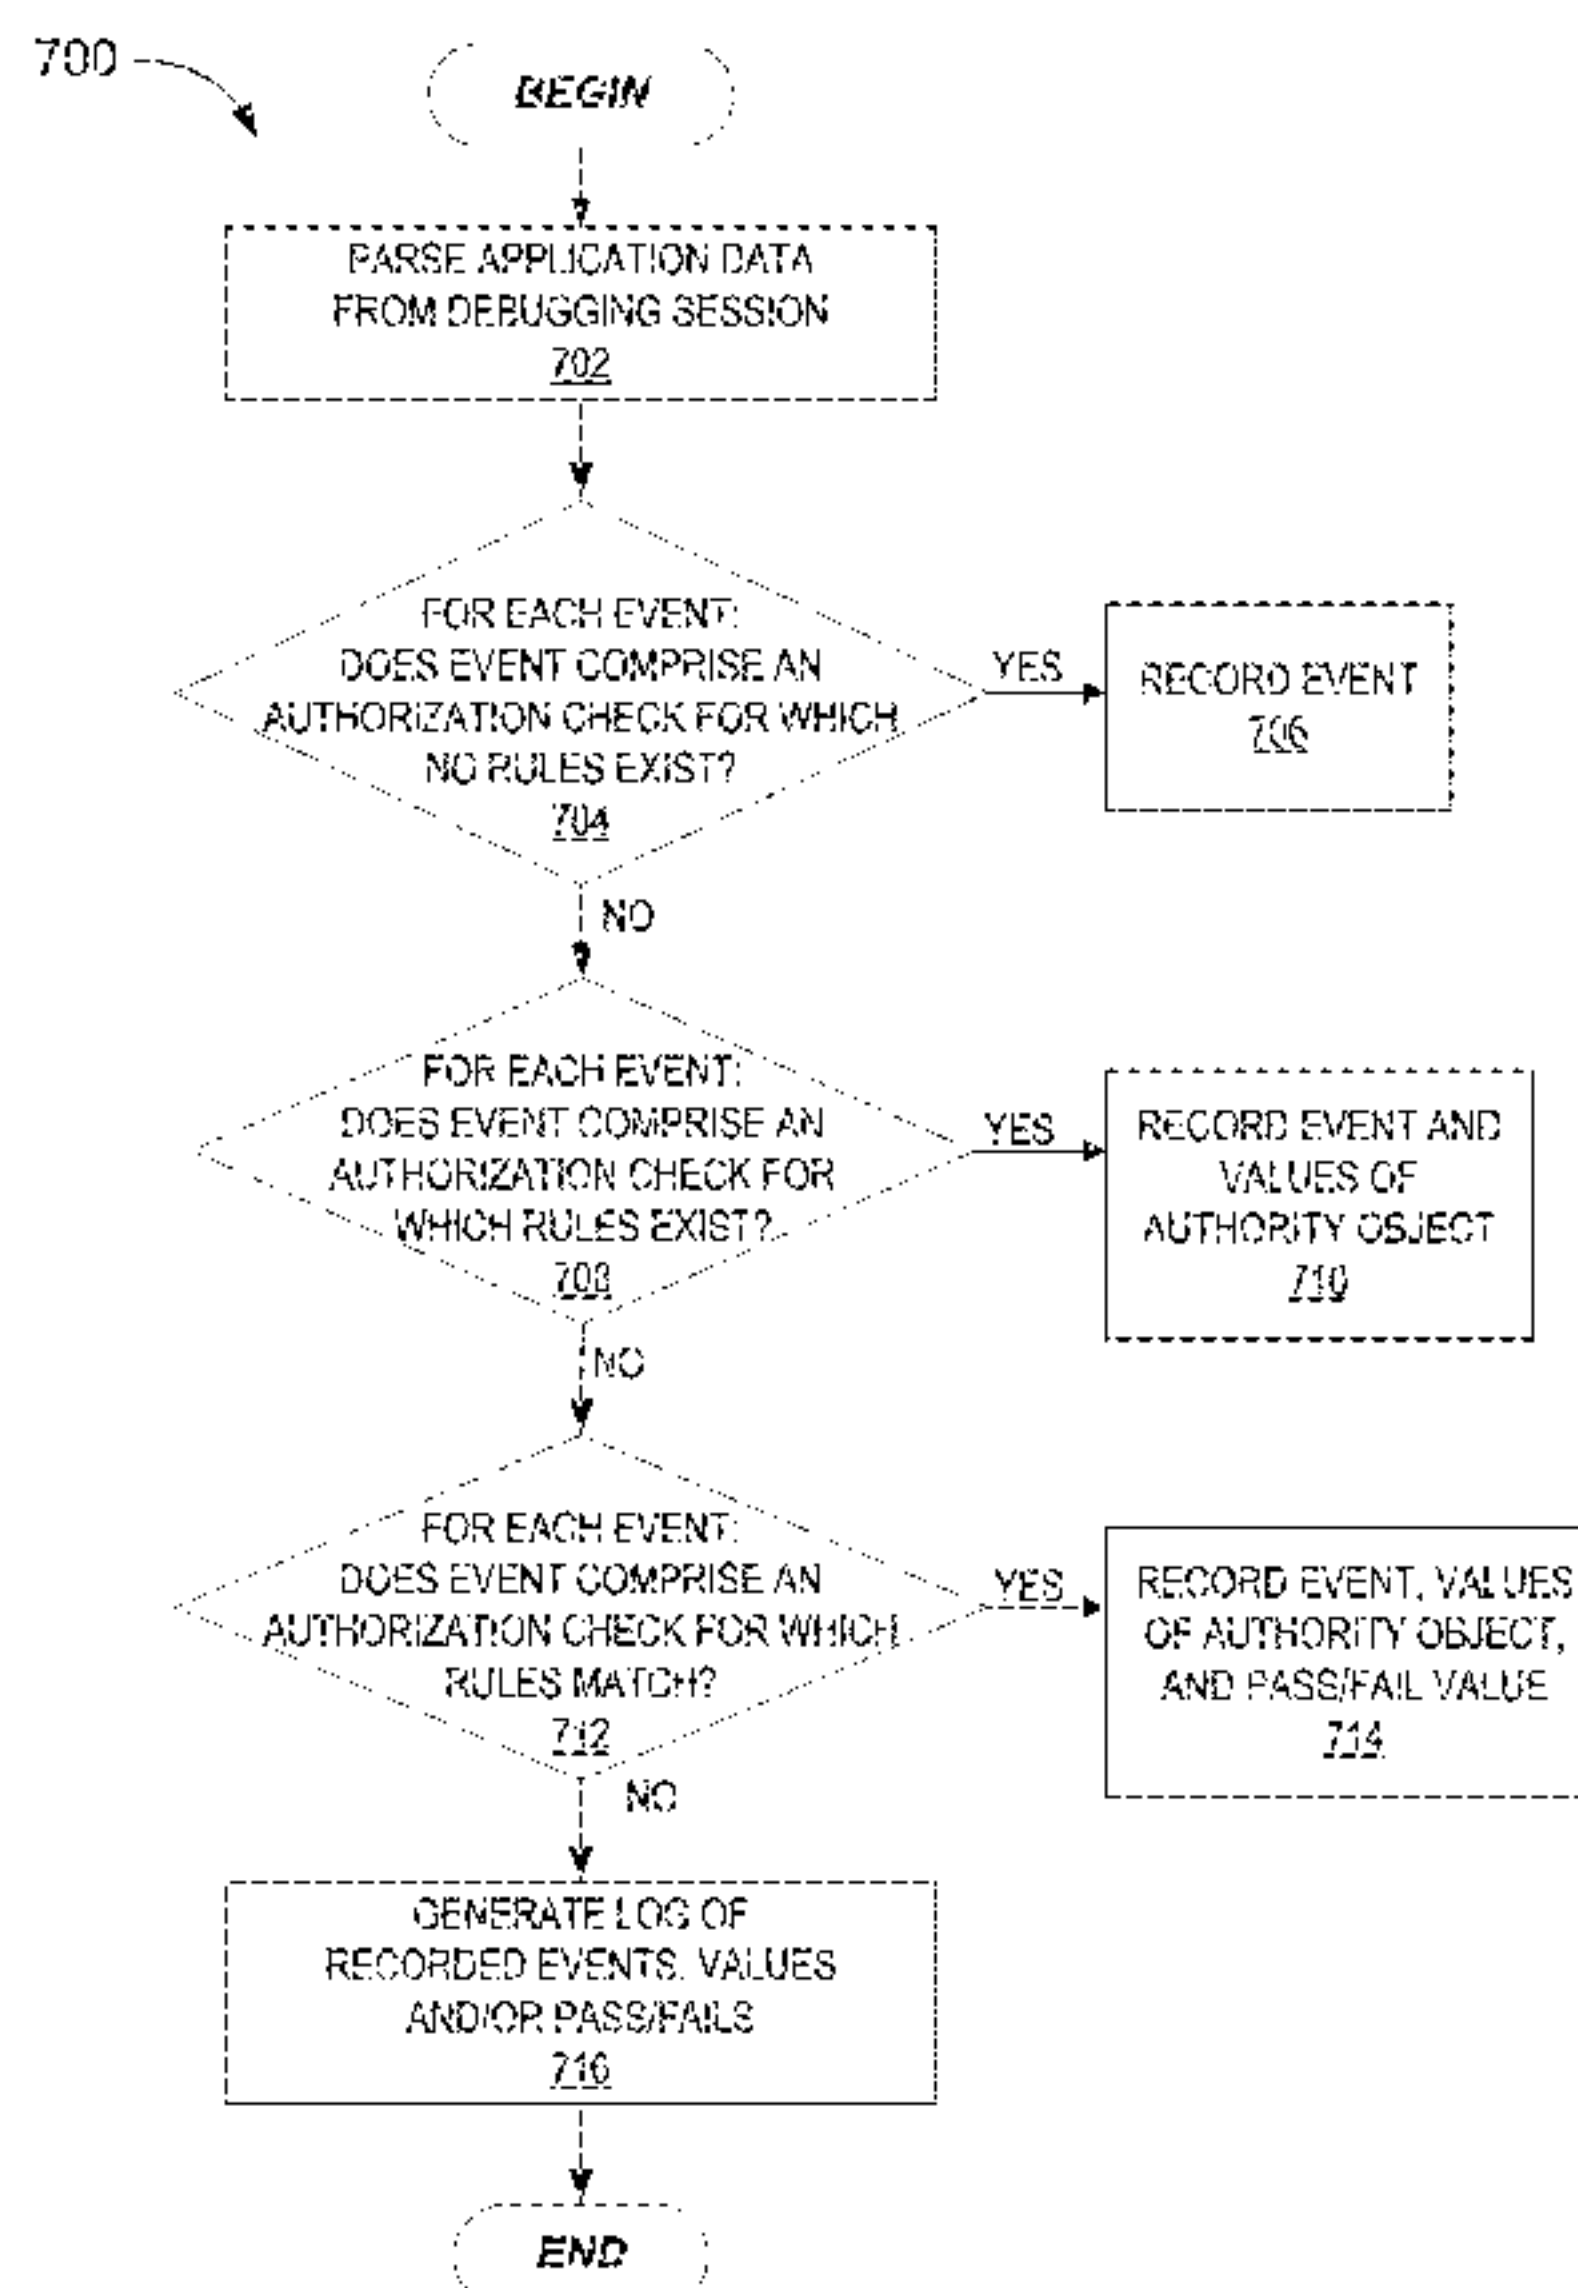 700
BEGIN
PARSE APPLICATION DATA
FROM DEBUGGING SESSION
702
FOR EACH EVENT:
DOES EVENT COMPRISE AN
AUTHORIZATION CHECK FOR WHICH
NO RULES EXIST?
704
YES
RECORD EVENT
706
NO
FOR EACH EVENT:
DOES EVENT COMPRISE AN
AUTHORIZATION CHECK FOR
WHICH RULES EXIST?
708
YES
RECORD EVENT AND
VALUES OF
AUTHORITY OBJECT
710
NO
FOR EACH EVENT:
DOES EVENT COMPRISE AN
AUTHORIZATION CHECK FOR WHICH
RULES MATCH?
712
YES
RECORD EVENT, VALUES
OF AUTHORITY OBJECT,
AND PASS/FAIL VALUE
714
NO
GENERATE LOG OF
RECORDED EVENTS, VALUES
AND/OR PASS/FAILS
716
END